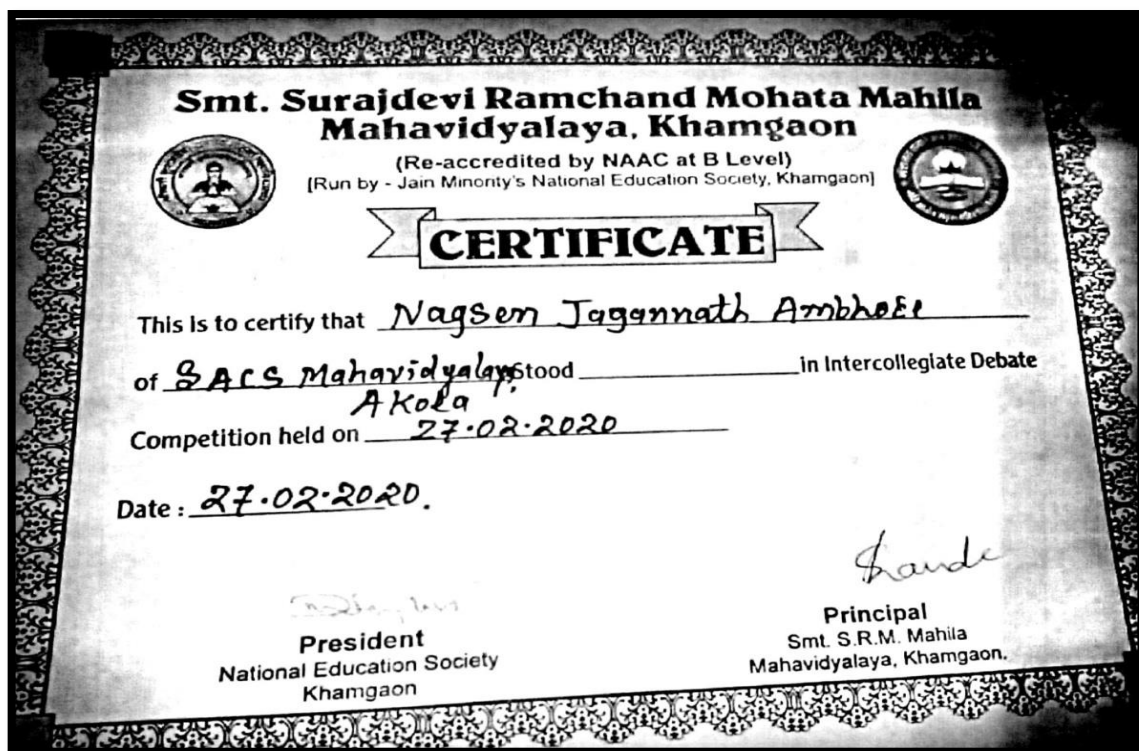 Smt. Surajdevi Ramchand Mohata Mahila
Mahavidyalaya, Khamgaon
(Re-accredited by NAAC at B Level)
[Run by - Jain Minority's National Education Society, Khamgaon]
CERTIFICATE
This is to certify that Nagsen Jagannath Ambhore
of SACS Mahavidyalay, Stood in Intercollegiate Debate
Akola
Competition held on 27.02.2020
Date : 27.02.2020.
President
National Education Society
Khamgaon
Principal
Smt. S.R.M. Mahila
Mahavidyalaya, Khamgaon.